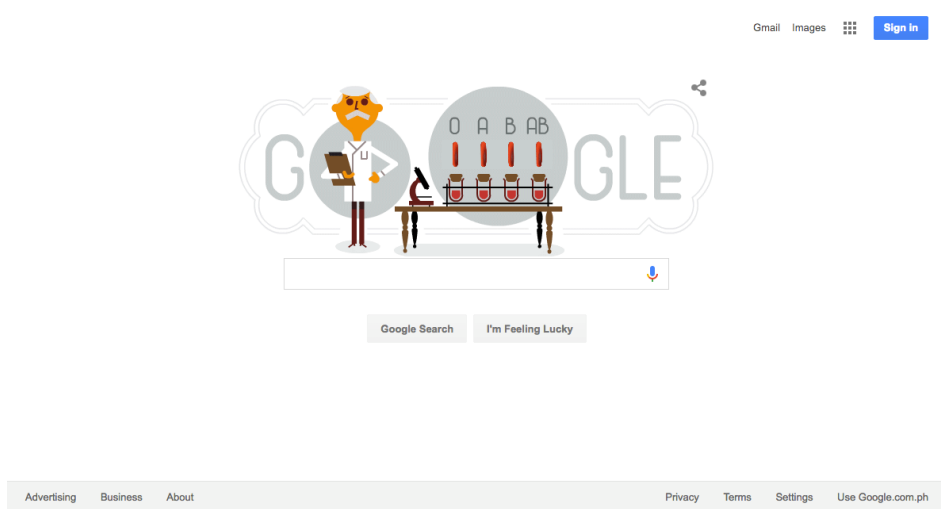 Gmail Images Sign in
O A B AB
G GLE
U
Google Search I'm Feeling Lucky
Advertising Business About Privacy Terms Settings Use Google.com.ph